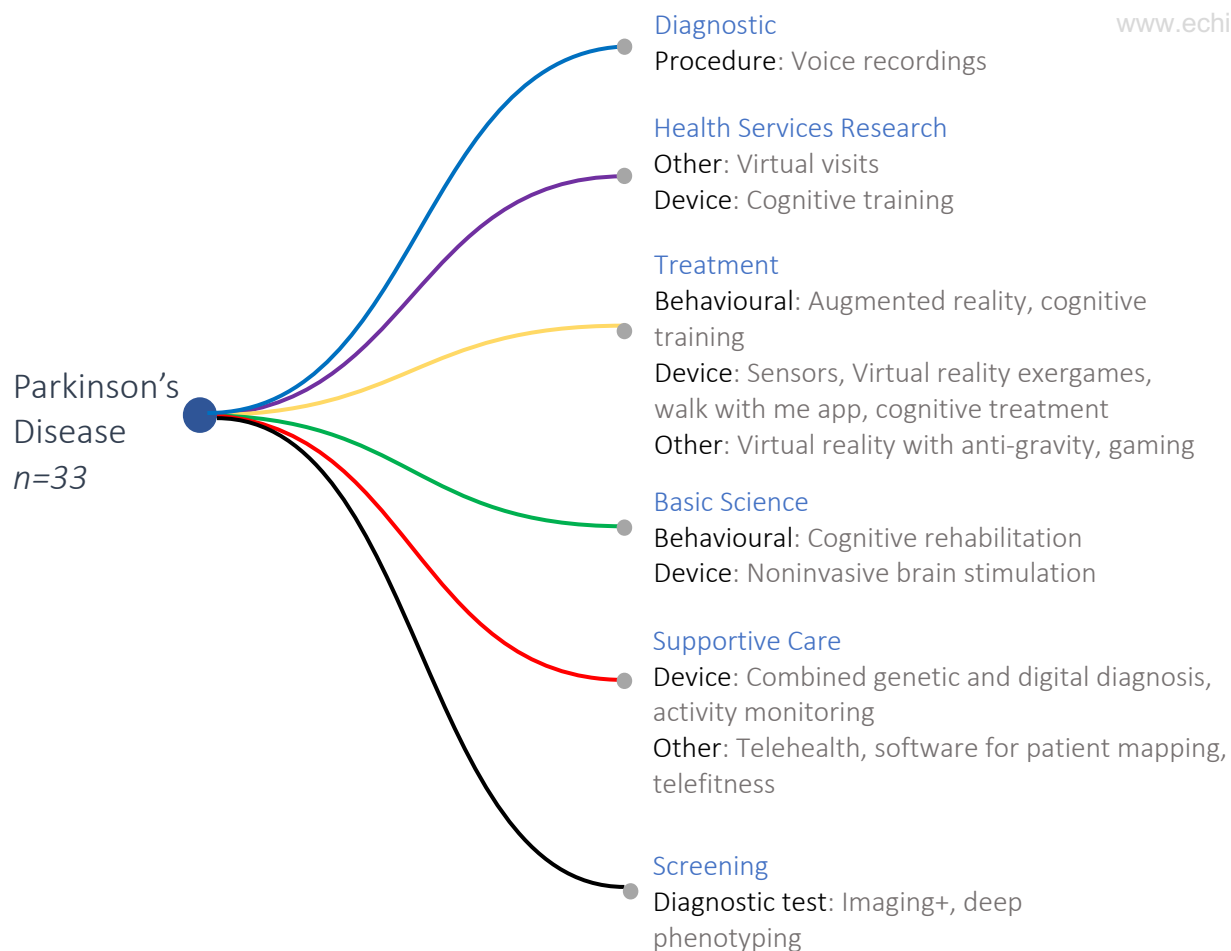 www.echi
Diagnostic
Procedure: Voice recordings
Health Services Research
Other: Virtual visits
Device: Cognitive training
Treatment
Behavioural: Augmented reality, cognitive
training
Device: Sensors, Virtual reality exergames,
walk with me app, cognitive treatment
Other: Virtual reality with anti-gravity, gaming
Parkinson’s
Disease
n=33
Basic Science
Behavioural: Cognitive rehabilitation
Device: Noninvasive brain stimulation
Supportive Care
Device: Combined genetic and digital diagnosis,
activity monitoring
Other: Telehealth, software for patient mapping,
telefitness
Screening
Diagnostic test: Imaging+, deep
phenotyping